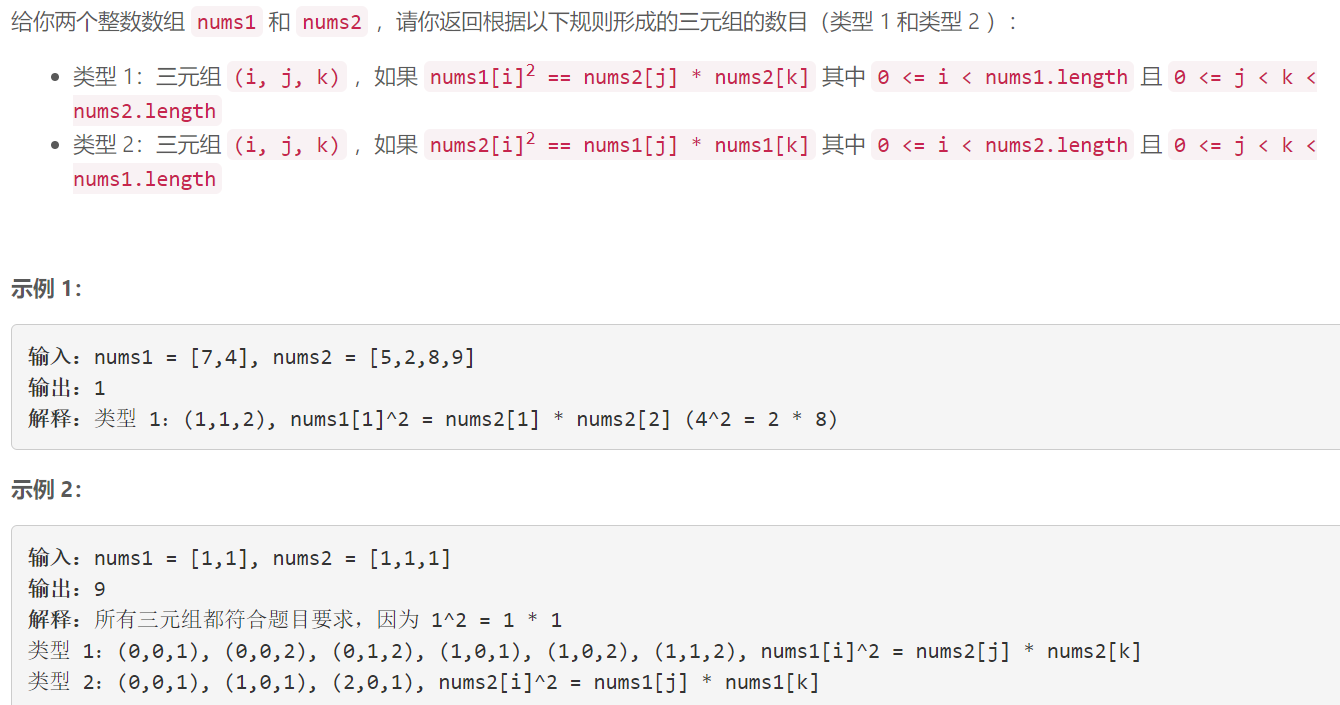 给你两个整数数组 nums1 和 nums2 ，请你返回根据以下规则形成的三元组的数目（类型 1 和类型 2 ）：
• 类型 1：三元组 (i, j, k) ，如果 nums1[i]² == nums2[j] * nums2[k] 其中 0 <= i < nums1.length 且 0 <= j < k <
nums2.length
• 类型 2：三元组 (i, j, k) ，如果 nums2[i]² == nums1[j] * nums1[k] 其中 0 <= i < nums2.length 且 0 <= j < k <
nums1.length
示例 1：
输入：nums1 = [7,4], nums2 = [5,2,8,9]
输出：1
解释：类型 1：(1,1,2), nums1[1]^2 = nums2[1] * nums2[2] (4^2 = 2 * 8)
示例 2：
输入：nums1 = [1,1], nums2 = [1,1,1]
输出：9
解释：所有三元组都符合题目要求，因为 1^2 = 1 * 1
类型 1：(0,0,1), (0,0,2), (0,1,2), (1,0,1), (1,0,2), (1,1,2), nums1[i]^2 = nums2[j] * nums2[k]
类型 2：(0,0,1), (1,0,1), (2,0,1), nums2[i]^2 = nums1[j] * nums1[k]